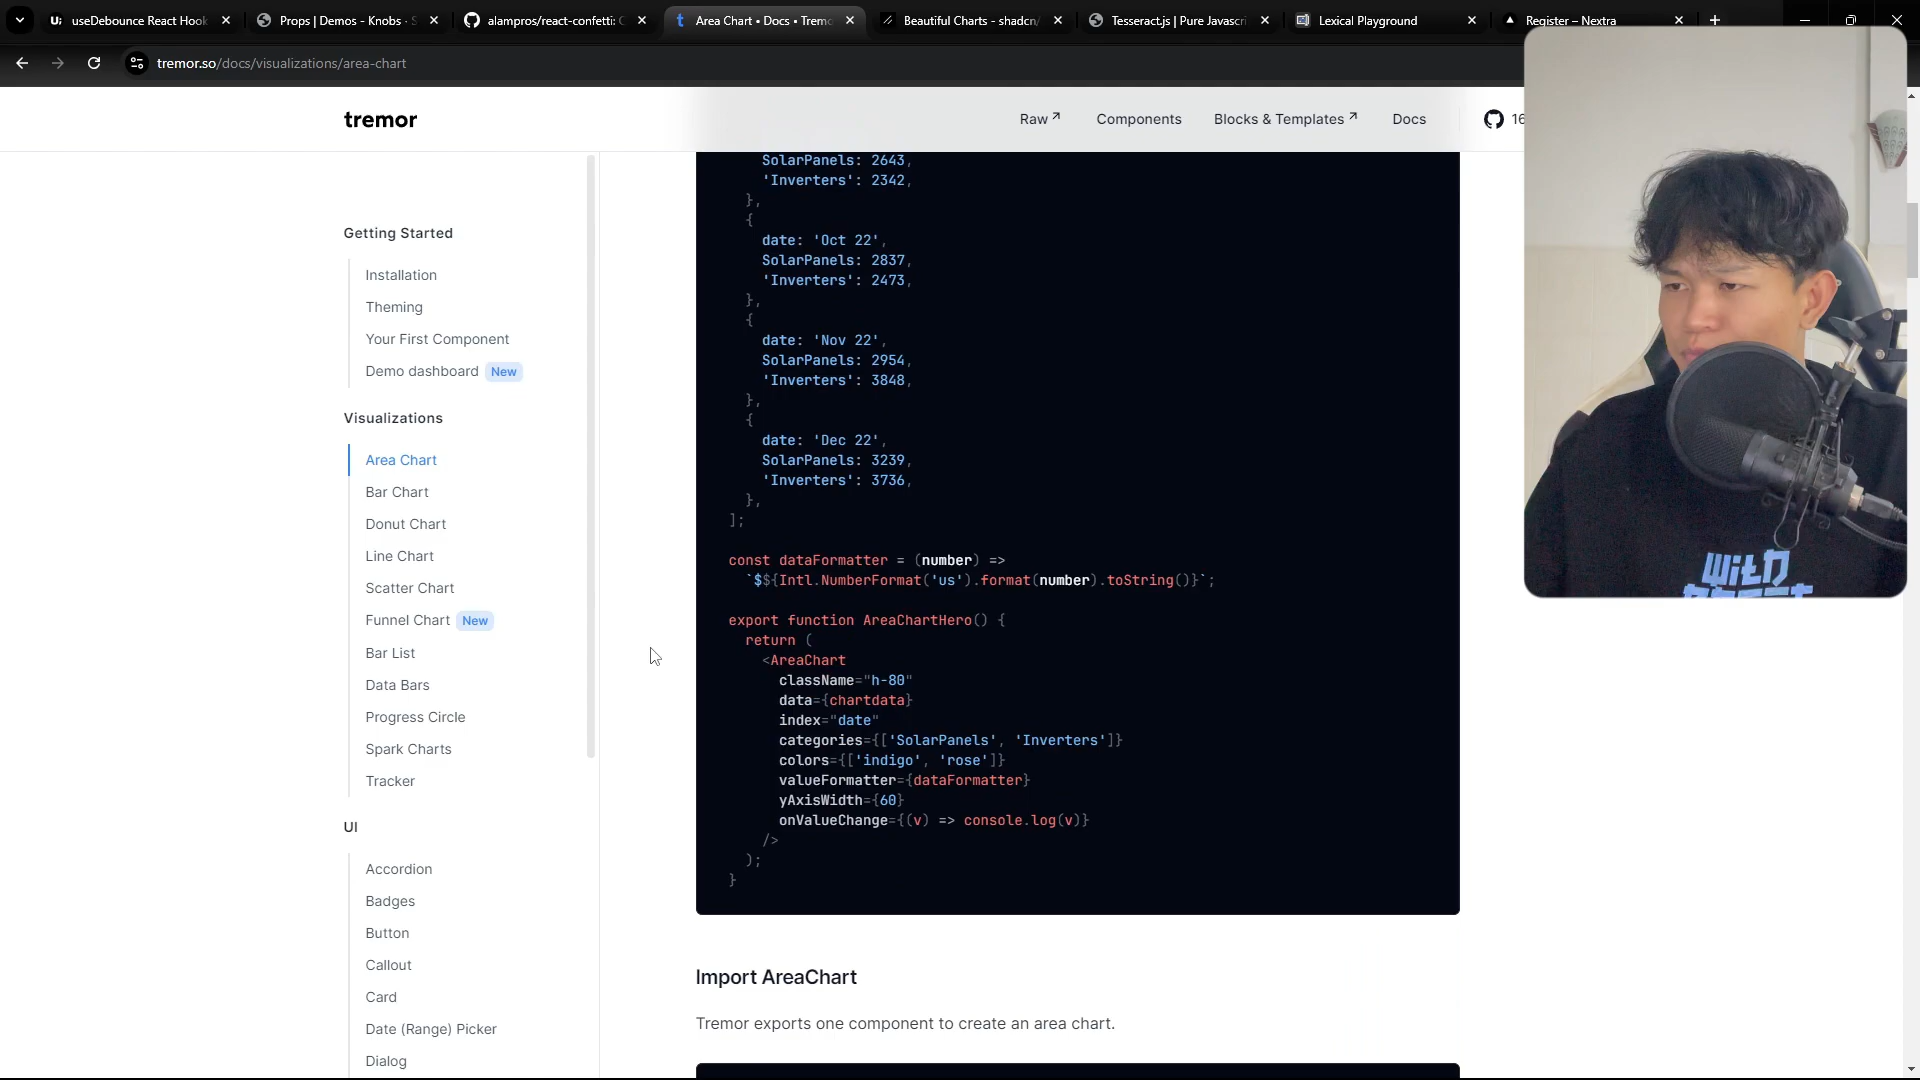 useDebounce React Hook
Props | Demos - Knobs · S
alampros/react-confetti:
Area Chart • Docs • Tremo
Beautiful Charts - shadcn/
Tesseract.js | Pure Javascri
Lexical Playground
Register – Nextra
tremor.so/docs/visualizations/area-chart
tremor
Raw
Components
Blocks & Templates
Docs
16
Getting Started
Installation
Theming
Your First Component
Demo dashboard New
Visualizations
Area Chart
Bar Chart
Donut Chart
Line Chart
Scatter Chart
Funnel Chart New
Bar List
Data Bars
Progress Circle
Spark Charts
Tracker
UI
Accordion
Badges
Button
Callout
Card
Date (Range) Picker
Dialog
SolarPanels: 2643,
'Inverters': 2342,
},
{
date: 'Oct 22',
SolarPanels: 2837,
'Inverters': 2473,
},
{
date: 'Nov 22',
SolarPanels: 2954,
'Inverters': 3848,
},
{
date: 'Dec 22',
SolarPanels: 3239,
'Inverters': 3736,
},
];
const dataFormatter = (number) =>
`$${Intl.NumberFormat('us').format(number).toString()}`;
export function AreaChartHero() {
return (
<AreaChart
className="h-80"
data={chartdata}
index="date"
categories={['SolarPanels', 'Inverters']}
colors={['indigo', 'rose']}
valueFormatter={dataFormatter}
yAxisWidth={60}
onValueChange={(v) => console.log(v)}
/>
);
}
Import AreaChart
Tremor exports one component to create an area chart.